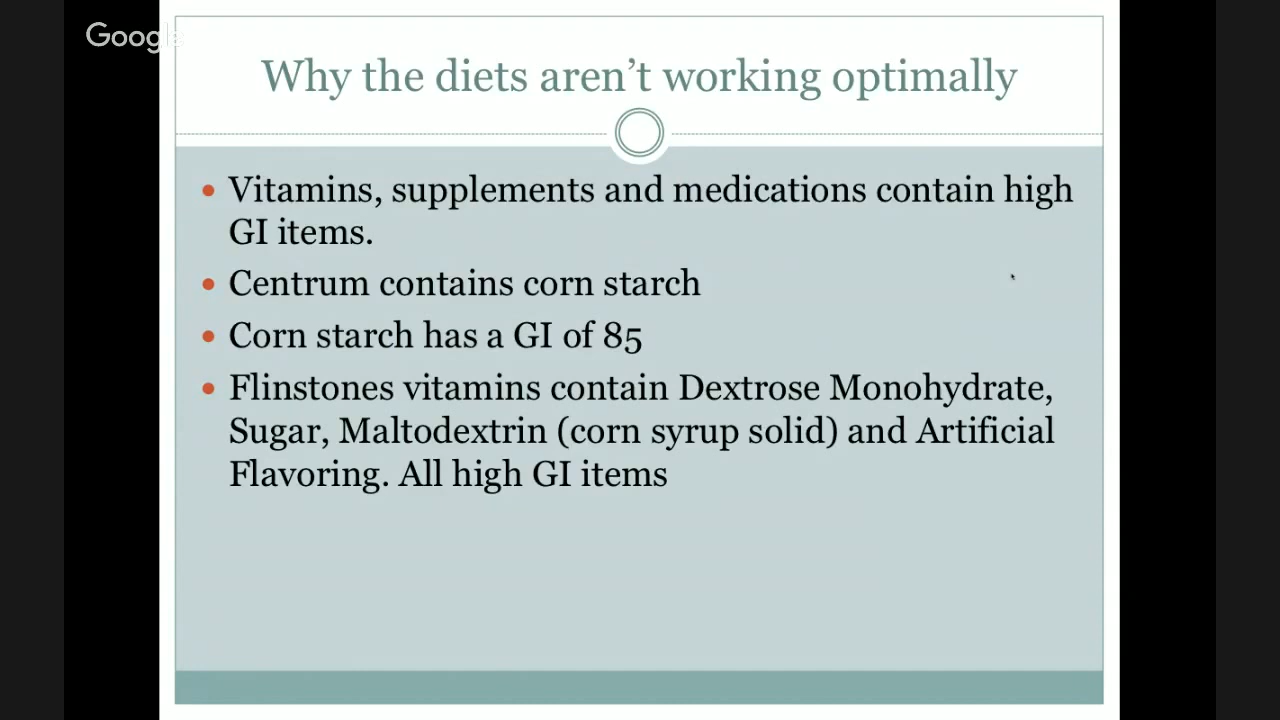 Google
Why the diets aren’t working optimally
Vitamins, supplements and medications contain high
GI items.
Centrum contains corn starch
Corn starch has a GI of 85
Flinstones vitamins contain Dextrose Monohydrate,
Sugar, Maltodextrin (corn syrup solid) and Artificial
Flavoring. All high GI items